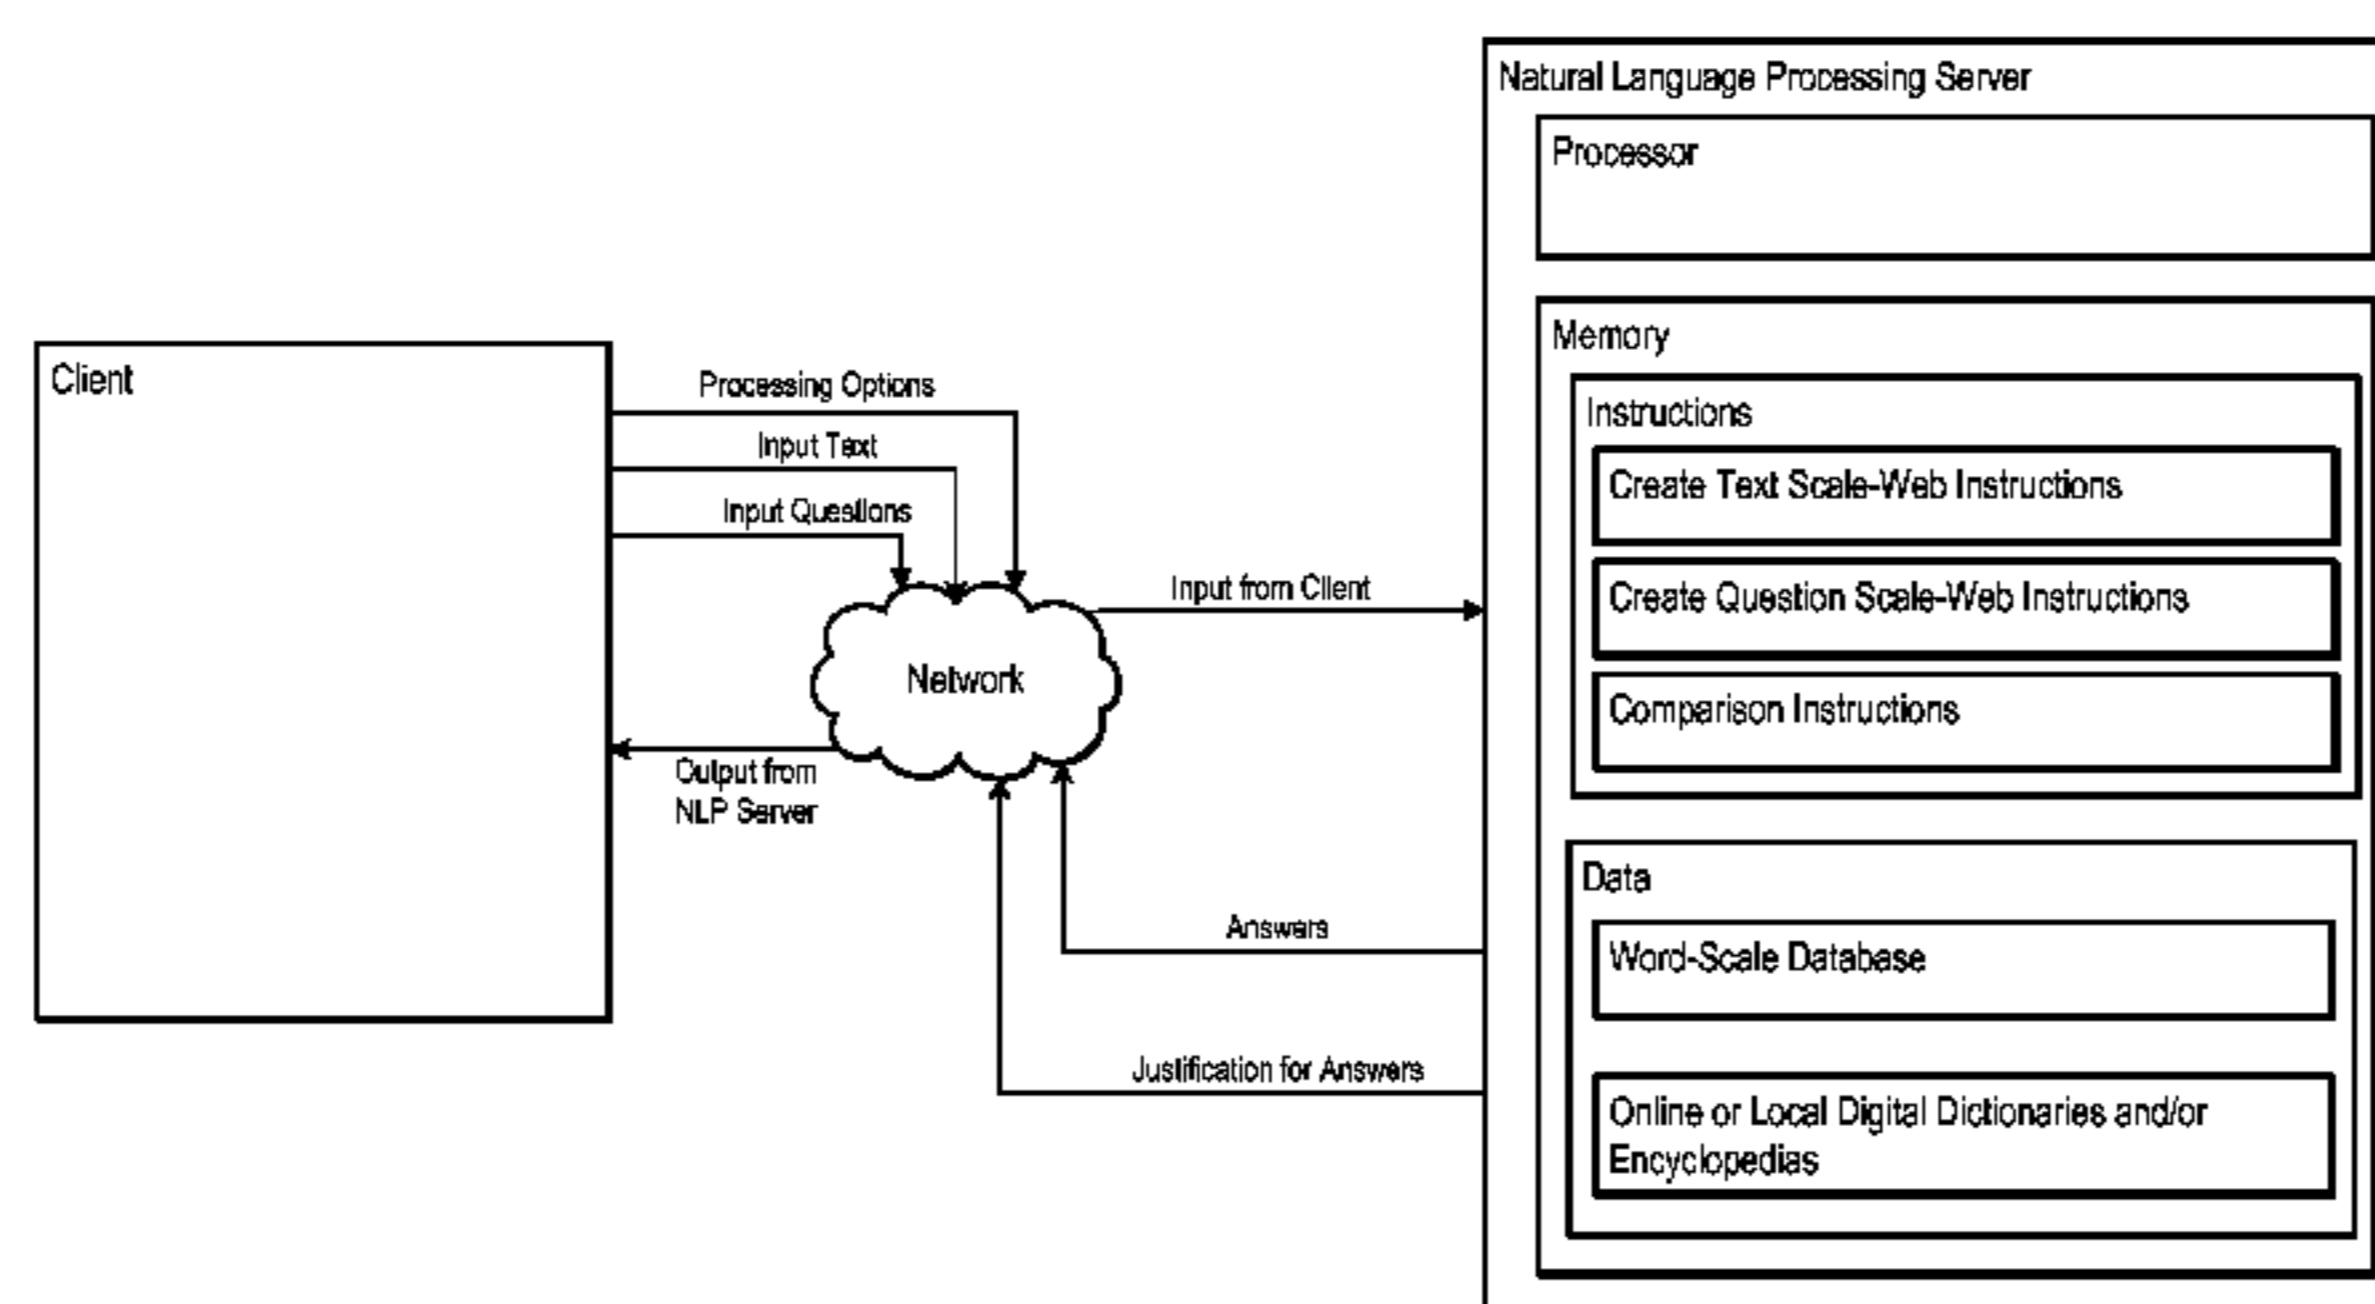 Natural Language Processing Server
Processor
Memory
Client
Processing Options
Instructions
Input Text
Create Text Scale-Web Instructions
Input Questions
Input from Client
Create Question Scale-Web Instructions
Network
Comparison Instructions
Output from
NLP Server
Data
Answers
Word-Scale Database
Justification for Answers
Online or Local Digital Dictionaries and/or
Encyclopedias